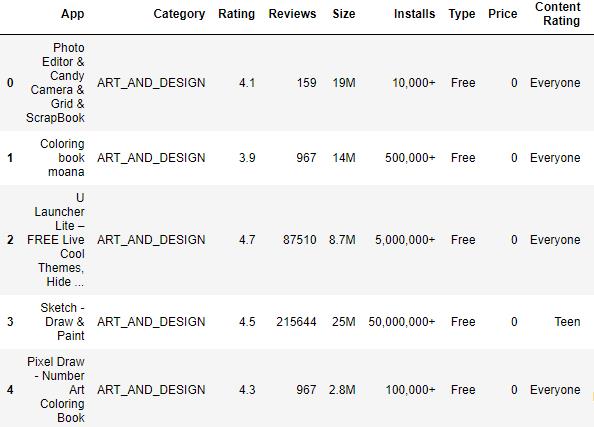 App Category Rating Reviews Size Installs Type Price Content Rating
0 Photo Editor & Candy Camera & Grid & ScrapBook ART_AND_DESIGN 4.1 159 19M 10,000+ Free 0 Everyone
1 Coloring book moana ART_AND_DESIGN 3.9 967 14M 500,000+ Free 0 Everyone
2 U Launcher Lite – FREE Live Cool Themes, Hide ... ART_AND_DESIGN 4.7 87510 8.7M 5,000,000+ Free 0 Everyone
3 Sketch - Draw & Paint ART_AND_DESIGN 4.5 215644 25M 50,000,000+ Free 0 Teen
4 Pixel Draw - Number Art Coloring Book ART_AND_DESIGN 4.3 967 2.8M 100,000+ Free 0 Everyone